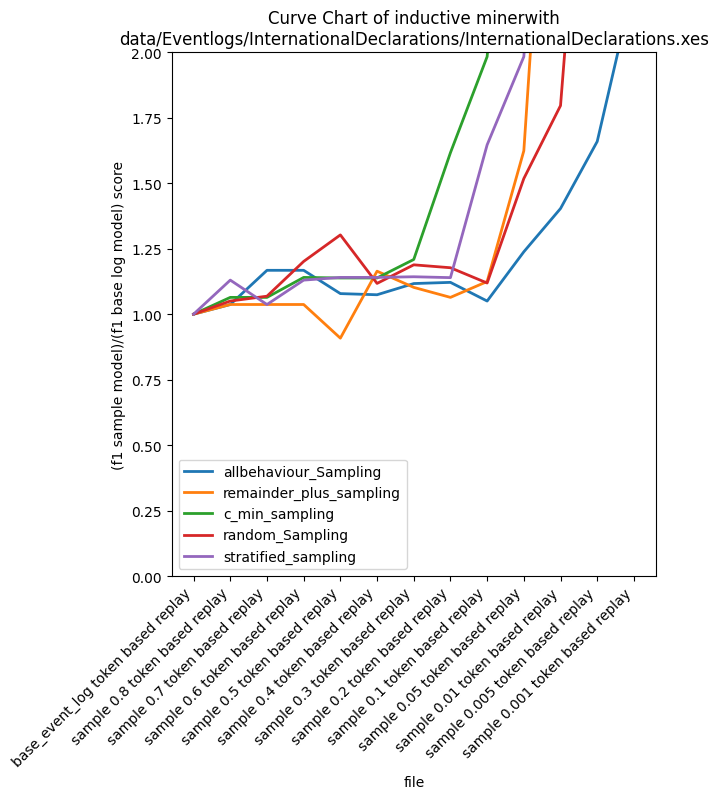 Curve Chart of inductive minerwith
data/Eventlogs/InternationalDeclarations/InternationalDeclarations.xes
(f1 sample model)/(f1 base log model) score
2.00
1.75
1.50
1.25
1.00
0.75
0.50
0.25
0.00
allbehaviour_Sampling
remainder_plus_sampling
c_min_sampling
random_Sampling
stratified_sampling
base_event_log token based replay
sample 0.8 token based replay
sample 0.7 token based replay
sample 0.6 token based replay
sample 0.5 token based replay
sample 0.4 token based replay
sample 0.3 token based replay
sample 0.2 token based replay
sample 0.1 token based replay
sample 0.05 token based replay
sample 0.01 token based replay
sample 0.005 token based replay
sample 0.001 token based replay
file